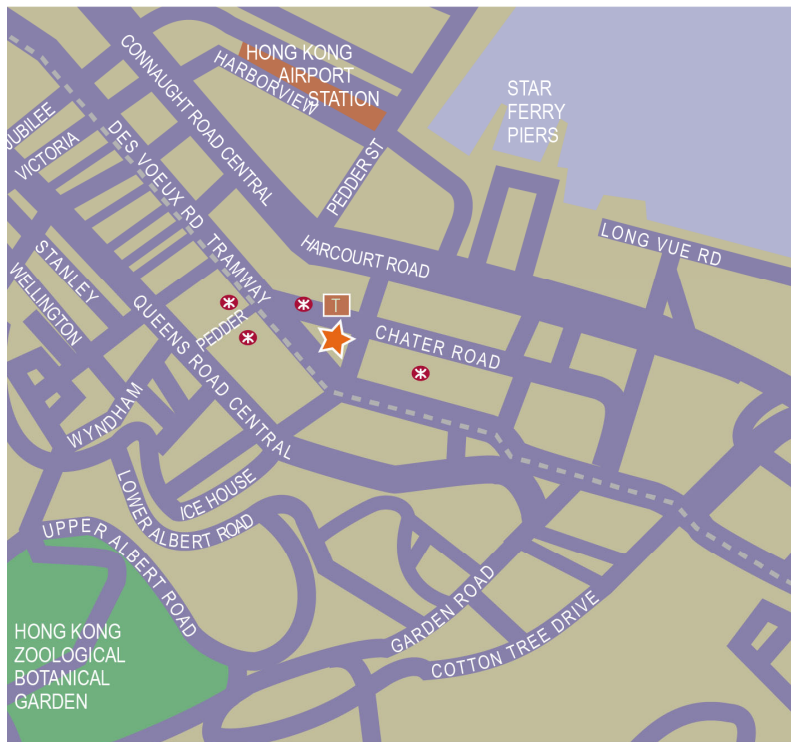 HONG KONG
AIRPORT
STATION
HARBORVIEW
CONNAUGHT ROAD CENTRAL
STAR
FERRY
PIERS
JUBILEE
VICTORIA
DES VOEUX RD
TRAMWAY
PEDDER ST
LONG VUE RD
HARCOURT ROAD
STANLEY
WELLINGTON
T
PEDDER
CHATER ROAD
QUEENS ROAD CENTRAL
WYNDHAM
ICE HOUSE
LOWER ALBERT ROAD
UPPER ALBERT ROAD
GARDEN ROAD
COTTON TREE DRIVE
HONG KONG
ZOOLOGICAL
BOTANICAL
GARDEN